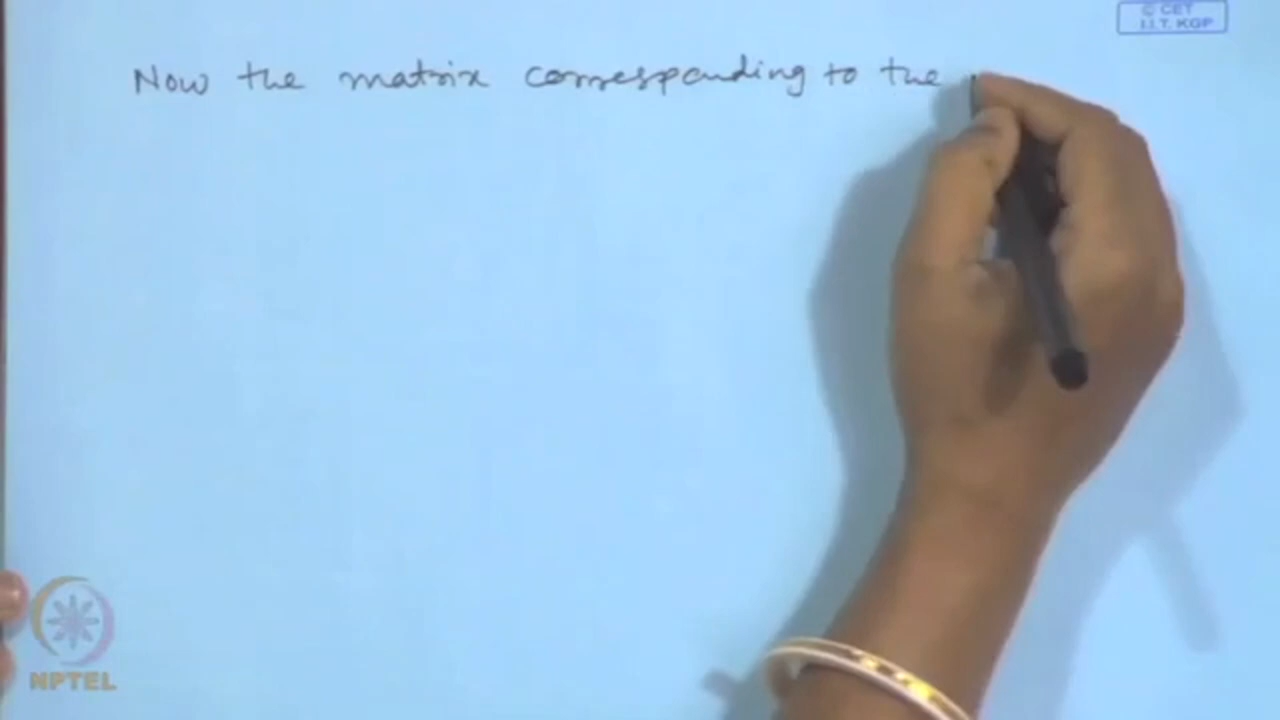 © CET
I.I.T. KGP
Now the matrix corresponding to the
NPTEL